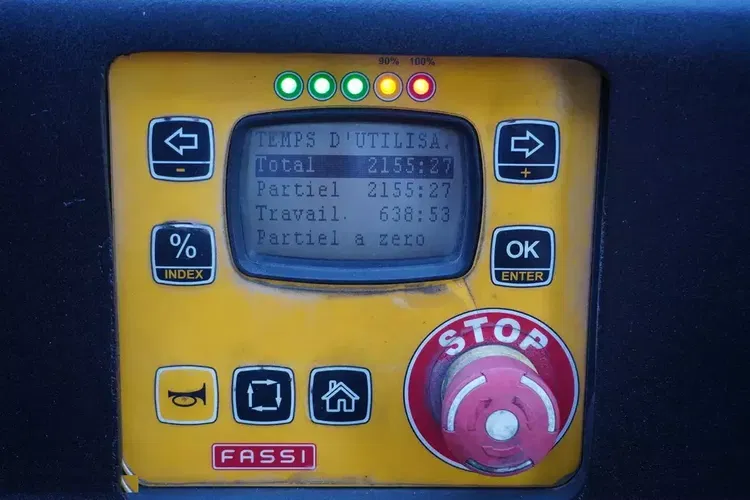 90% 100%
TEMPS D'UTILISA.
Total 2155:27
Partiel 2155:27
Travail. 638:53
Partiel a zero
-
+
%
INDEX
OK
ENTER
STOP
FASSI